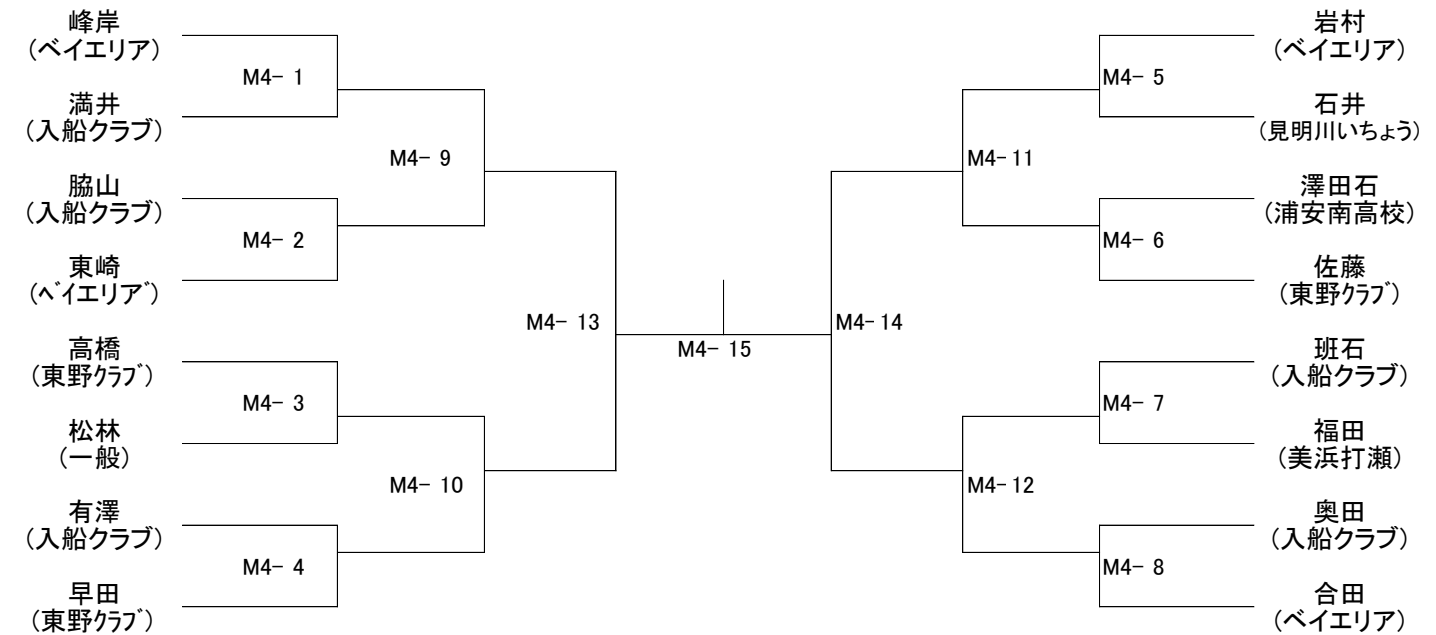 峰岸
(ベイエリア)
M4- 1
満井
(入船クラブ)
M4- 9
脇山
(入船クラブ)
M4- 2
東崎
(ﾍﾞイエリｱﾞ)
M4- 13
高橋
(東野ｸﾗﾌﾞ)
M4- 3
松林
(一般)
M4- 10
有澤
(入船クラブ)
M4- 4
早田
(東野ｸﾗﾌﾞ)
M4- 15
岩村
(ベイエリア)
M4- 5
石井
(見明川いちょう)
M4- 11
澤田石
(浦安南高校)
M4- 6
佐藤
(東野ｸﾗﾌﾞ)
M4- 14
班石
(入船クラブ)
M4- 7
福田
(美浜打瀬)
M4- 12
奥田
(入船クラブ)
M4- 8
合田
(ベイエリア)